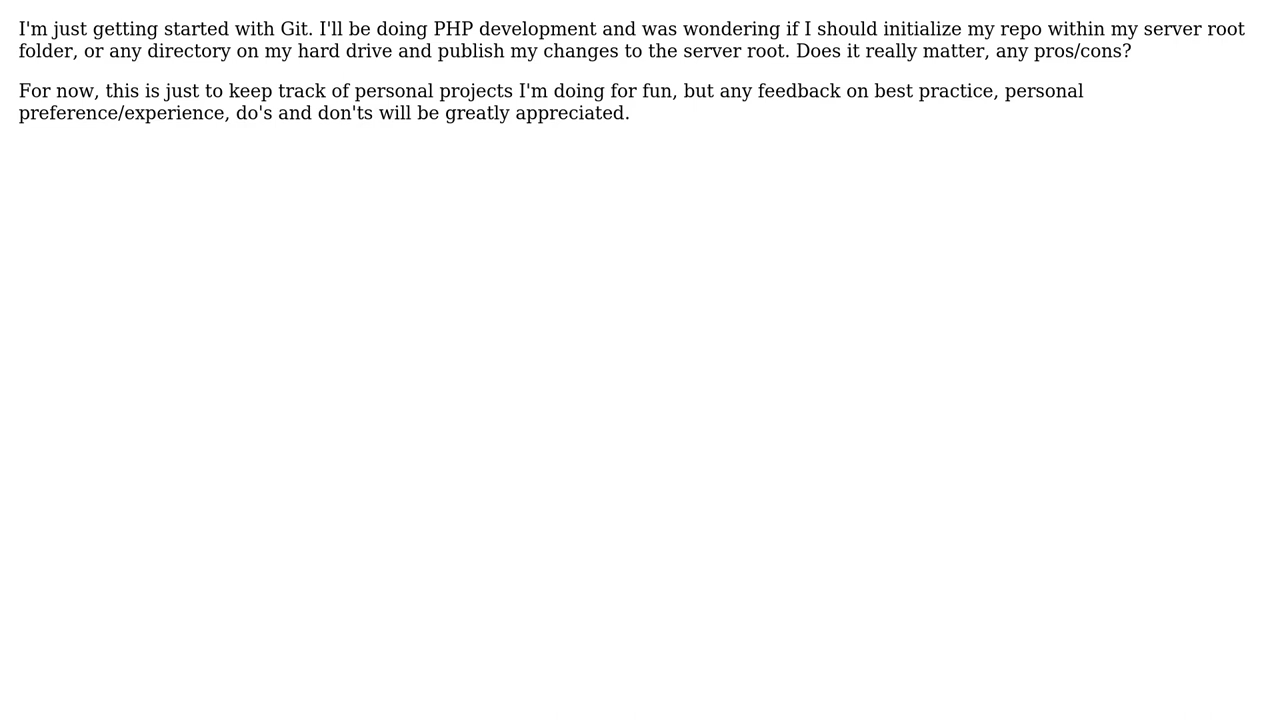 I'm just getting started with Git. I'll be doing PHP development and was wondering if I should initialize my repo within my server root
folder, or any directory on my hard drive and publish my changes to the server root. Does it really matter, any pros/cons?
For now, this is just to keep track of personal projects I'm doing for fun, but any feedback on best practice, personal
preference/experience, do's and don'ts will be greatly appreciated.